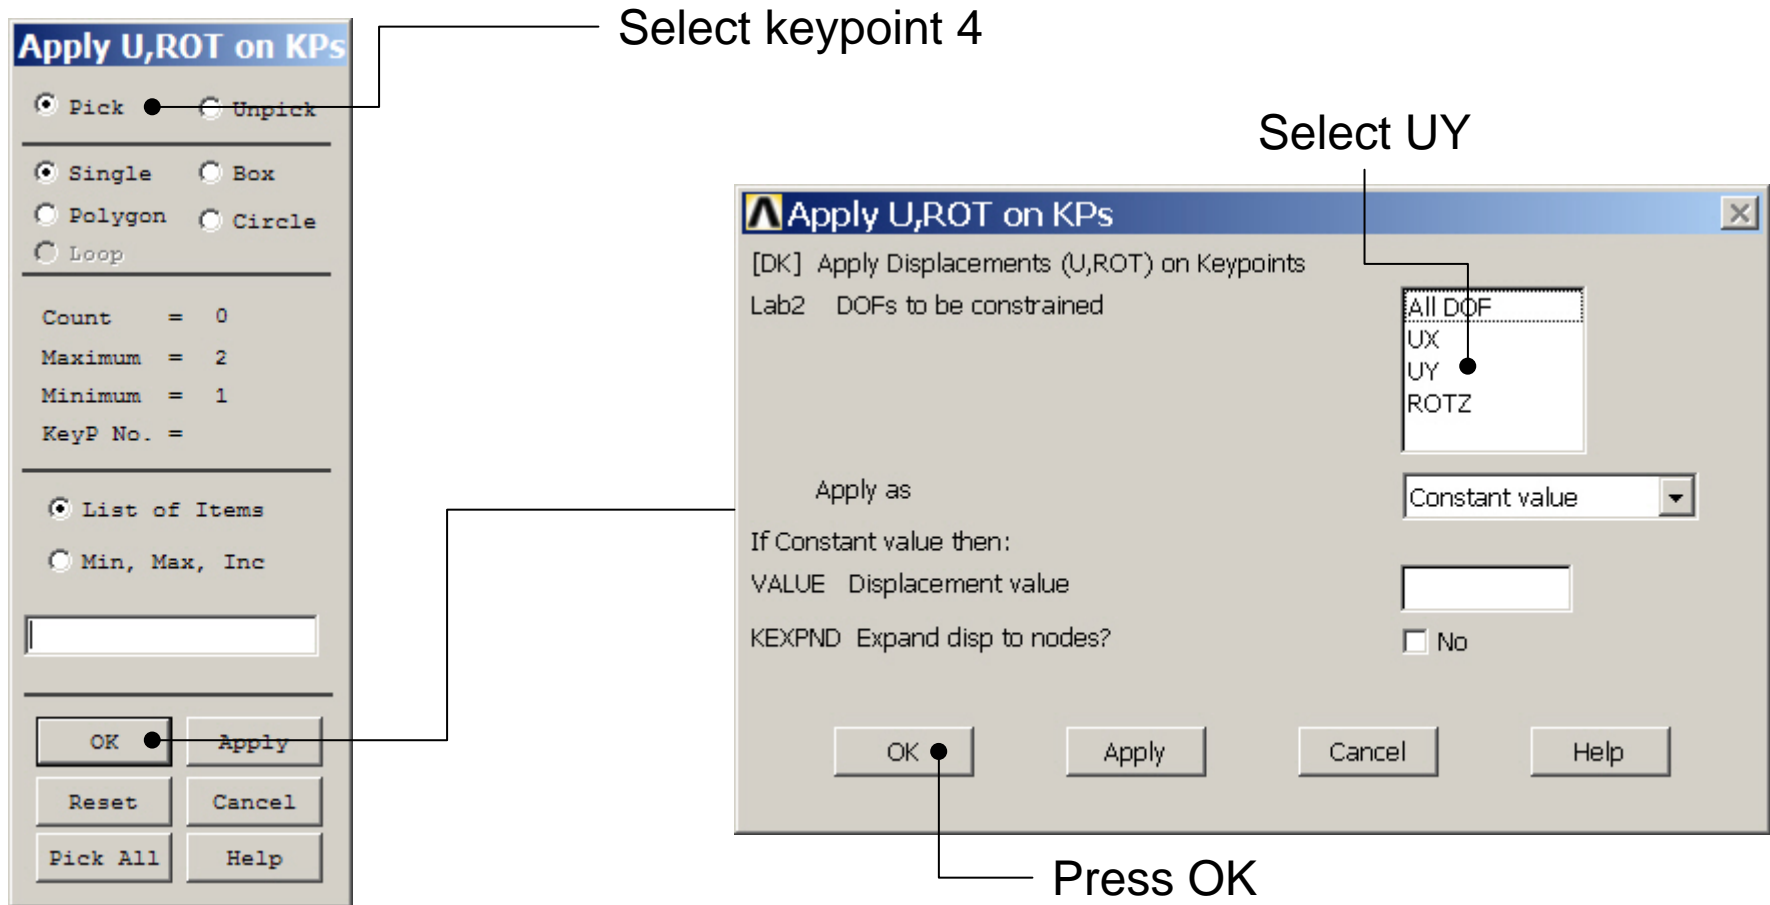 Select keypoint 4
Apply U,ROT on KPs
Pick Unpick
Single Box
Polygon Circle
Loop
Count = 0
Maximum = 2
Minimum = 1
KeyP No. =
List of Items
Min, Max, Inc
OK Apply
Reset Cancel
Pick All Help
Select UY
Apply U,ROT on KPs
[DK] Apply Displacements (U,ROT) on Keypoints
Lab2 DOFs to be constrained
All DOF
UX
UY
ROTZ
Apply as Constant value
If Constant value then:
VALUE Displacement value
KEXPND Expand disp to nodes? No
OK Apply Cancel Help
Press OK